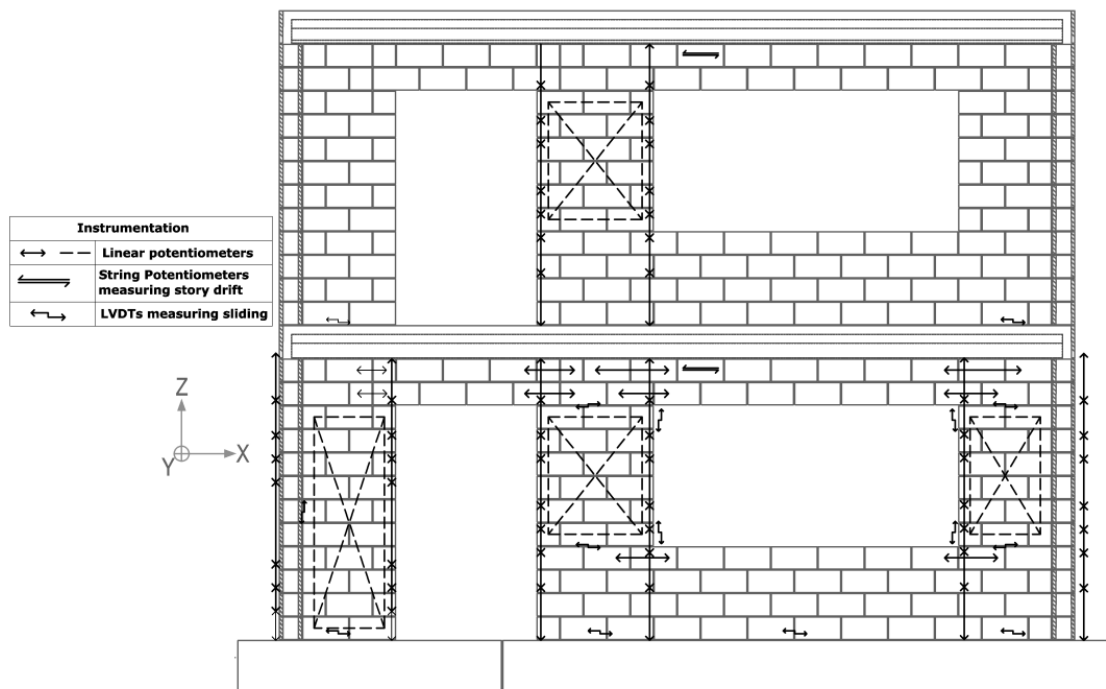 Instrumentation
Linear potentiometers
String Potentiometers
measuring story drift
LVDTs measuring sliding
Z
Y
X